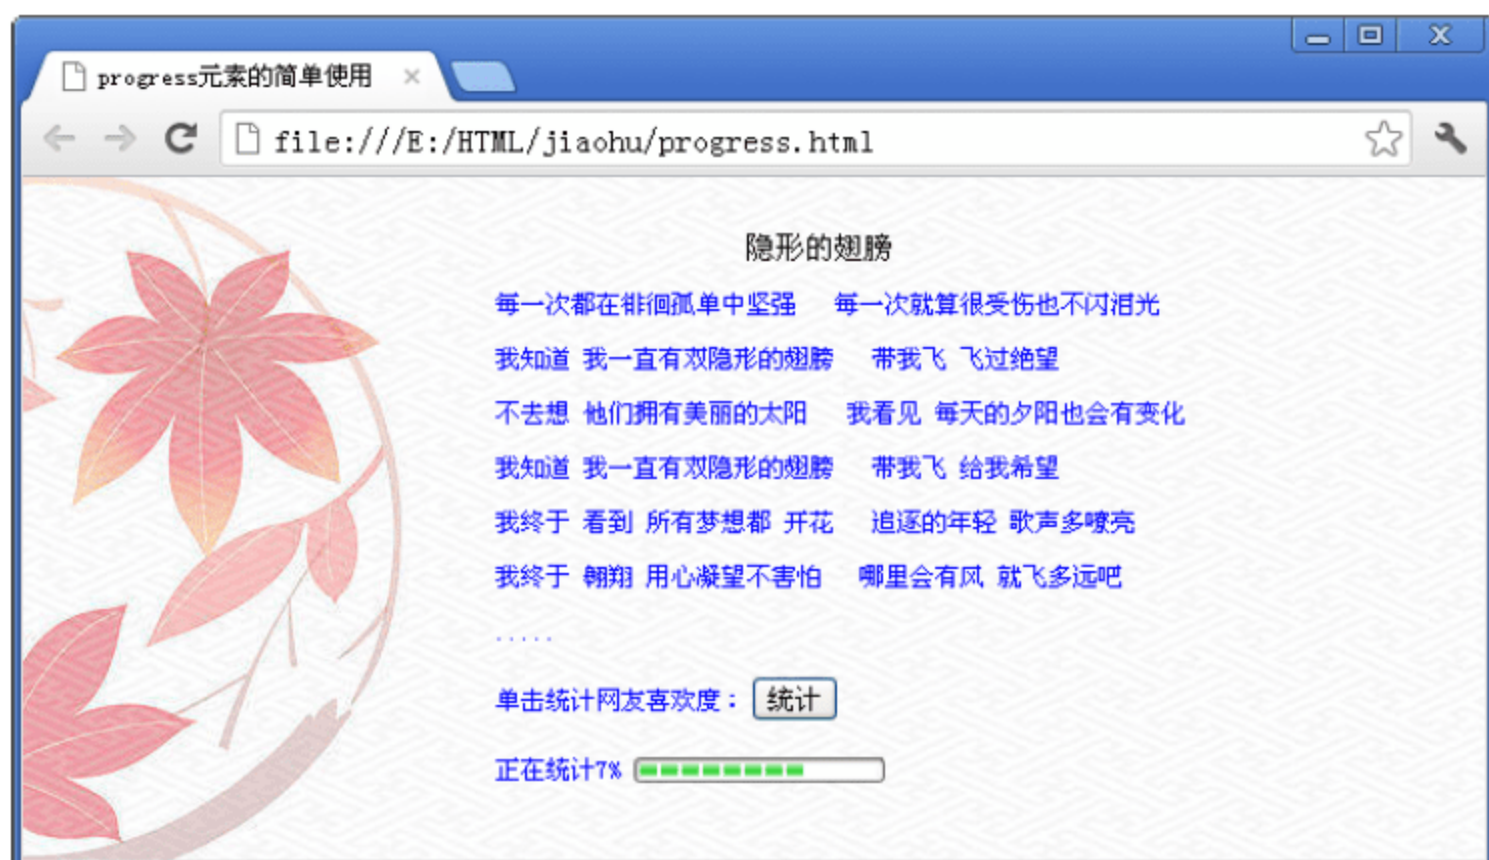 progress元素的简单使用
file:///E:/HTML/jiaohu/progress.html
隐形的翅膀
每一次都在徘徊孤单中坚强 每一次就算很受伤也不闪泪光
我知道 我一直有双隐形的翅膀 带我飞 飞过绝望
不去想 他们拥有美丽的太阳 我看见 每天的夕阳也会有变化
我知道 我一直有双隐形的翅膀 带我飞 给我希望
我终于 看到 所有梦想都 开花 追逐的年轻 歌声多嘹亮
我终于 翱翔 用心凝望不害怕 哪里会有风 就飞多远吧
.....
单击统计网友喜欢度： 统计
正在统计7%